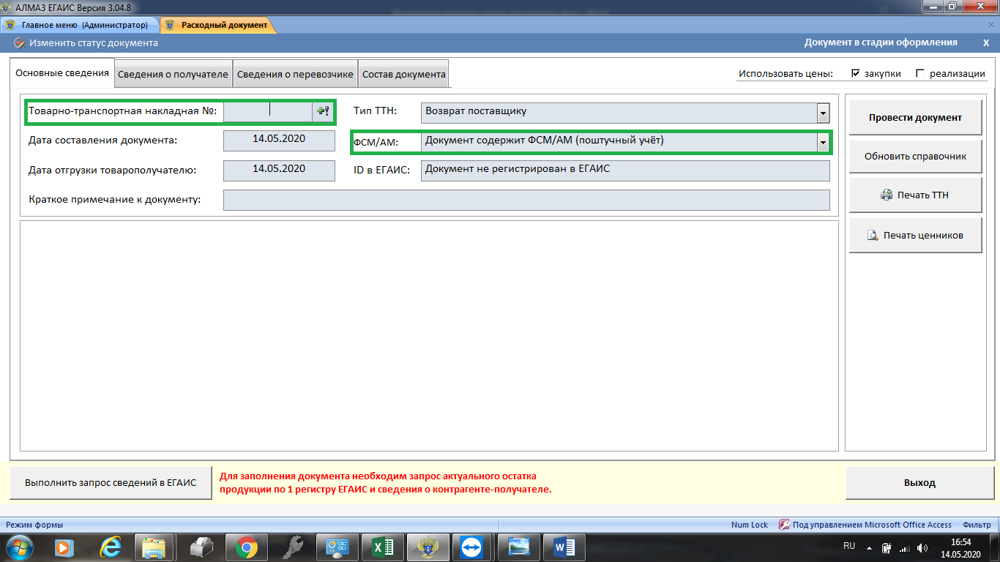 АЛМАЗ ЕГАИС Версия 3.04.8
Главное меню (Администратор)
Расходный документ
Изменить статус документа
Документ в стадии оформления
X
Основные сведения
Сведения о получателе
Сведения о перевозчике
Состав документа
Использовать цены:
закупки
реализации
Товарно-транспортная накладная №:
Тип ТТН:
Возврат поставщику
Дата составления документа:
14.05.2020
ФСМ/АМ:
Документ содержит ФСМ/АМ (поштучный учёт)
Дата отгрузки товарополучателю:
14.05.2020
ID в ЕГАИС:
Документ не регистрирован в ЕГАИС
Краткое примечание к документу:
Провести документ
Обновить справочник
Печать ТТН
Печать ценников
Выполнить запрос сведений в ЕГАИС
Для заполнения документа необходим запрос актуального остатка
продукции по 1 регистру ЕГАИС и сведения о контрагенте-получателе.
Выход
Режим формы
Num Lock
Под управлением Microsoft Office Access
Фильтр
RU
16:54
14.05.2020